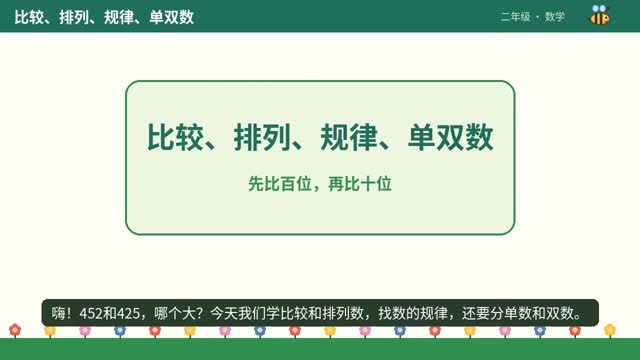 比较、排列、规律、单双数
二年级 · 数学
比较、排列、规律、单双数
先比百位，再比十位
嗨！452和425，哪个大？今天我们学比较和排列数，找数的规律，还要分单数和双数。